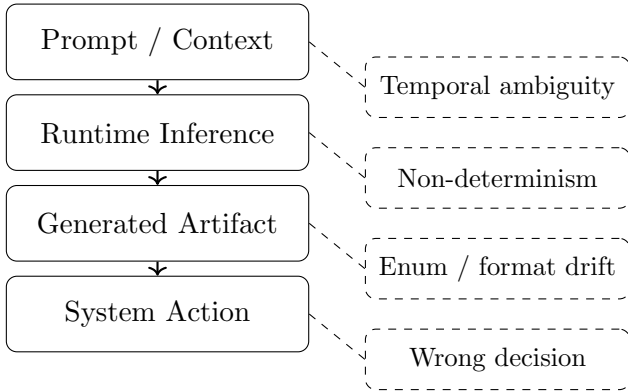 Prompt / Context
Temporal ambiguity
Runtime Inference
Non-determinism
Generated Artifact
Enum / format drift
System Action
Wrong decision